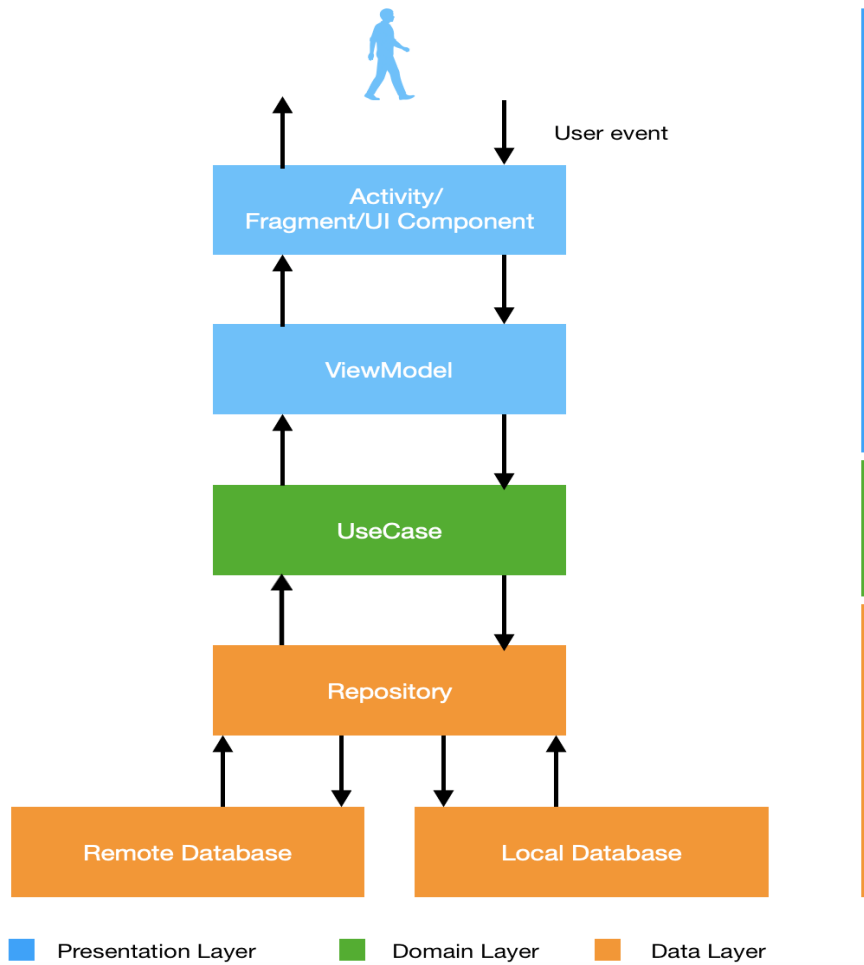 User event
Activity/
Fragment/UI Component
ViewModel
UseCase
Repository
Remote Database
Local Database
Presentation Layer
Domain Layer
Data Layer